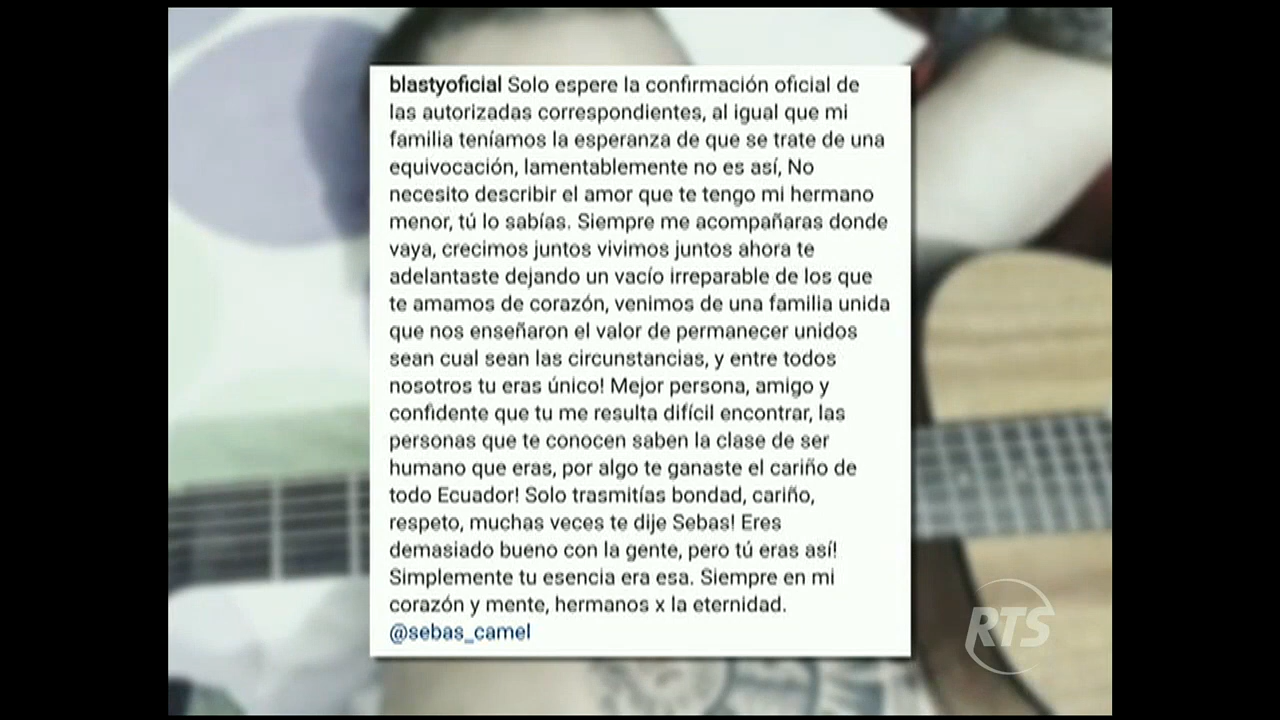 blastyoficial Solo espere la confirmación oficial de
las autorizadas correspondientes, al igual que mi
familia teníamos la esperanza de que se trate de una
equivocación, lamentablemente no es así, No
necesito describir el amor que te tengo mi hermano
menor, tú lo sabías. Siempre me acompañaras donde
vaya, crecimos juntos vivimos juntos ahora te
adelantaste dejando un vacío irreparable de los que
te amamos de corazón, venimos de una familia unida
que nos enseñaron el valor de permanecer unidos
sean cual sean las circunstancias, y entre todos
nosotros tu eras único! Mejor persona, amigo y
confidente que tu me resulta difícil encontrar, las
personas que te conocen saben la clase de ser
humano que eras, por algo te ganaste el cariño de
todo Ecuador! Solo trasmitías bondad, cariño,
respeto, muchas veces te dije Sebas! Eres
demasiado bueno con la gente, pero tú eras así!
Simplemente tu esencia era esa. Siempre en mi
corazón y mente, hermanos x la eternidad.
@sebas_camel
RTS